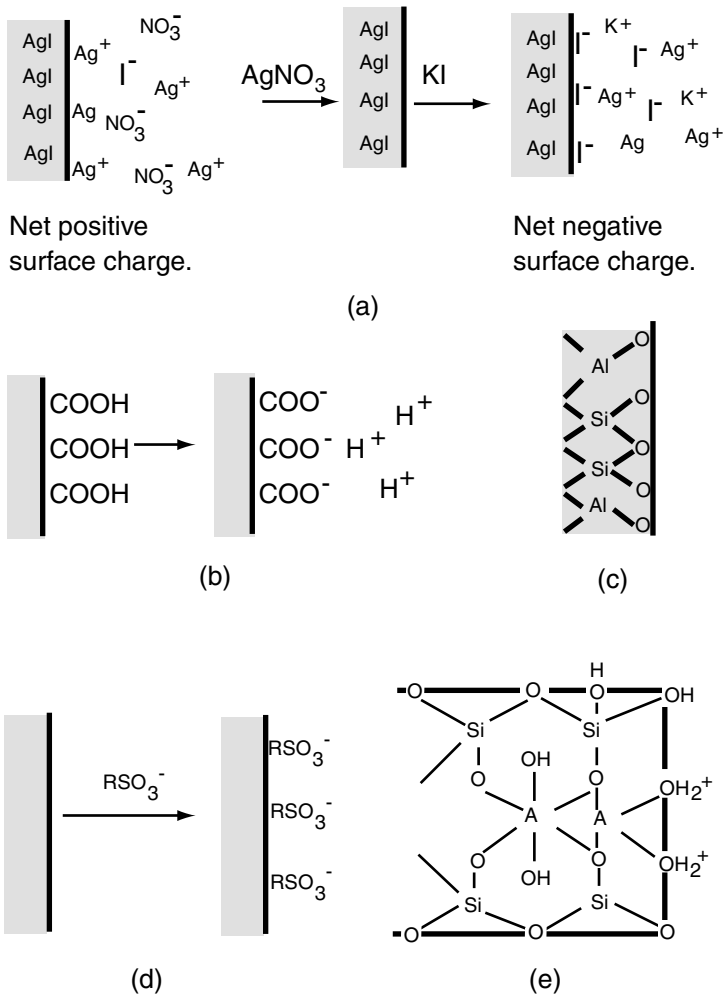 AgI Ag+ NO3-
AgI I- Ag+
AgI Ag NO3-
AgI Ag+ NO3- Ag+
AgNO3
AgI
AgI
AgI
AgI
KI
AgI I- K+ I- Ag+
AgI
AgI I- Ag+ I- K+
AgI I- Ag Ag+
Net positive
surface charge.
Net negative
surface charge.
(a)
COOH
COOH
COOH
COO- H+
COO- H+
COO- H+
(b)
O
Al
O
Si
O
Si
O
Al
O
(c)
RSO3-
RSO3-
RSO3-
RSO3-
(d)
H
O O O OH
Si Si
OH
O O OH2+
A A
O O OH2+
OH
Si Si
O O O
(e)